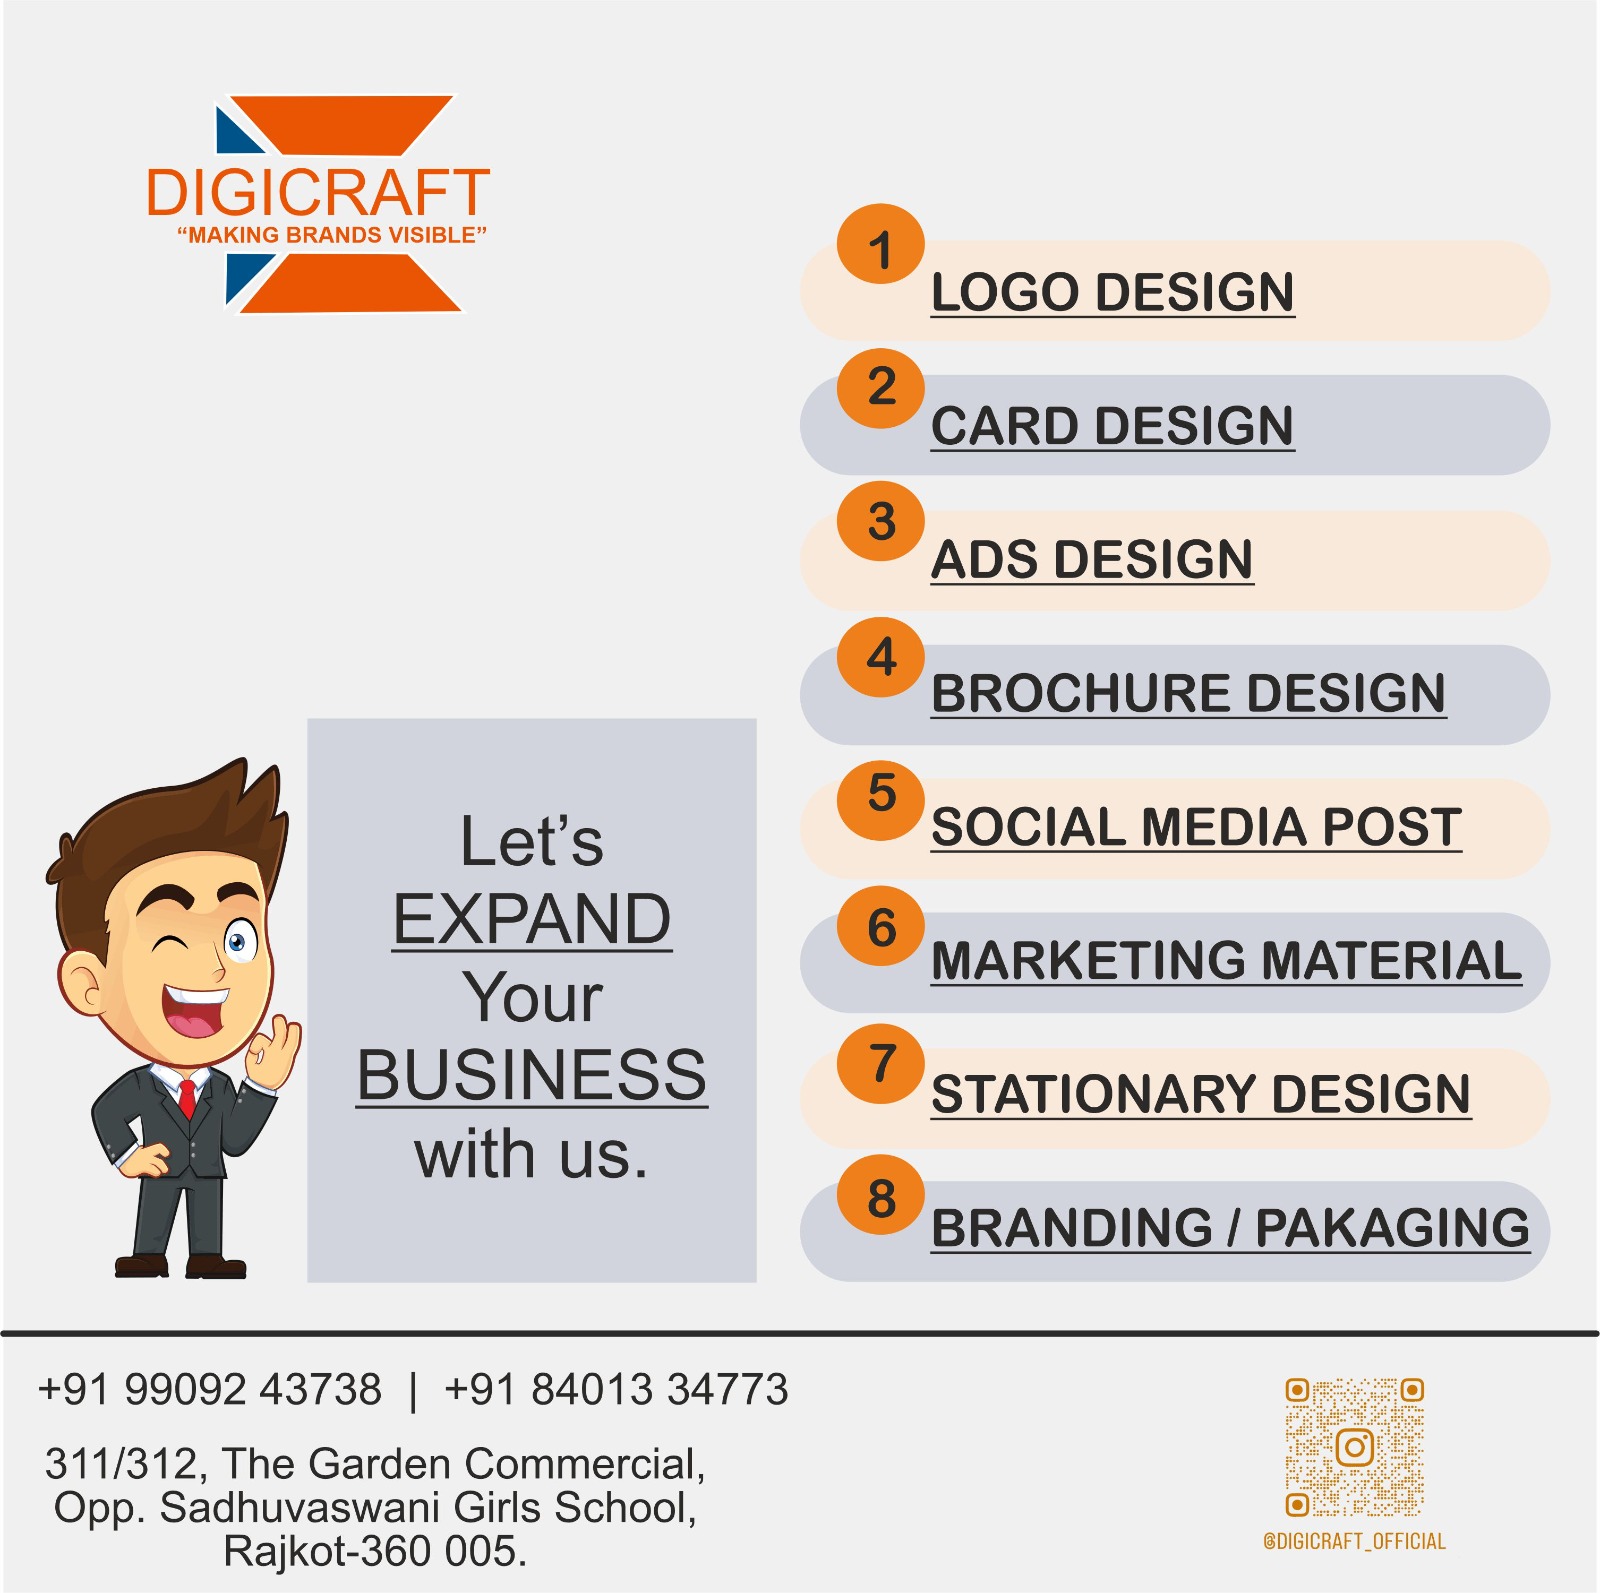 DIGICRAFT
“MAKING BRANDS VISIBLE”
1
LOGO DESIGN
2
CARD DESIGN
3
ADS DESIGN
4
BROCHURE DESIGN
5
SOCIAL MEDIA POST
6
MARKETING MATERIAL
7
STATIONARY DESIGN
8
BRANDING / PAKAGING
Let’s
EXPAND
Your
BUSINESS
with us.
+91 99092 43738 | +91 84013 34773
311/312, The Garden Commercial,
Opp. Sadhuvaswani Girls School,
Rajkot-360 005.
@DIGICRAFT_OFFICIAL